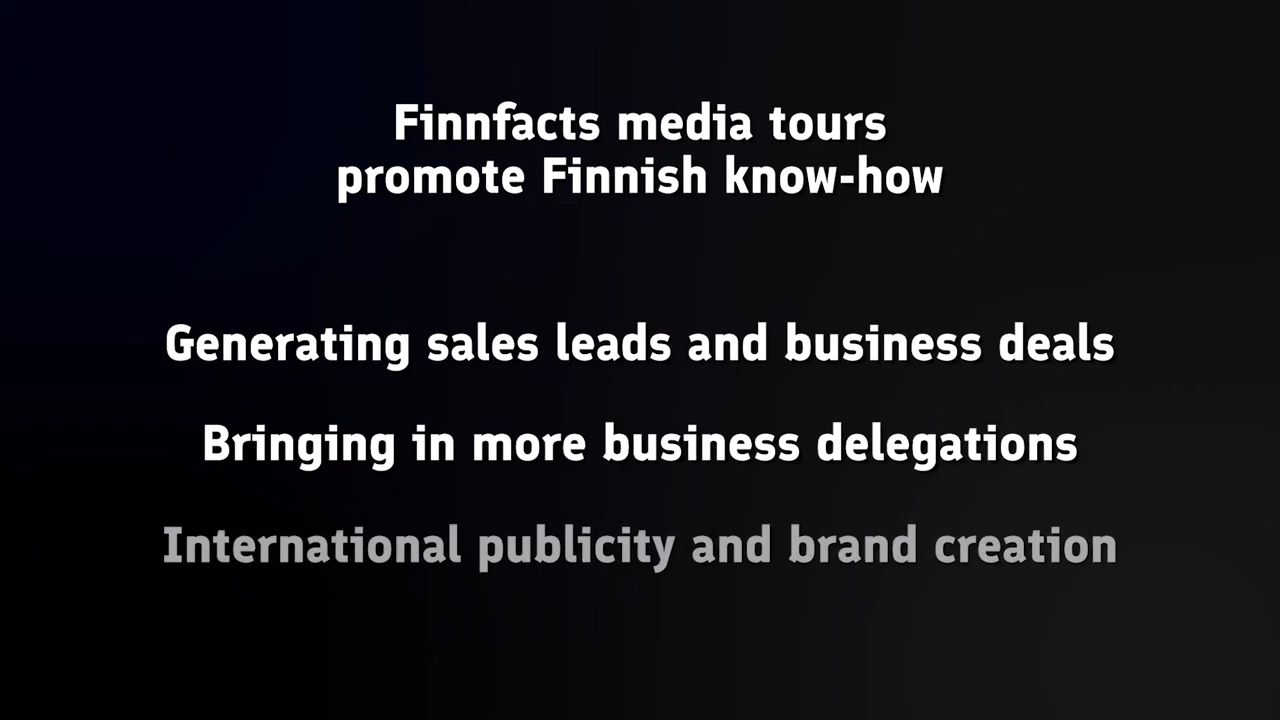 Finnfacts media tours
promote Finnish know-how
Generating sales leads and business deals
Bringing in more business delegations
International publicity and brand creation